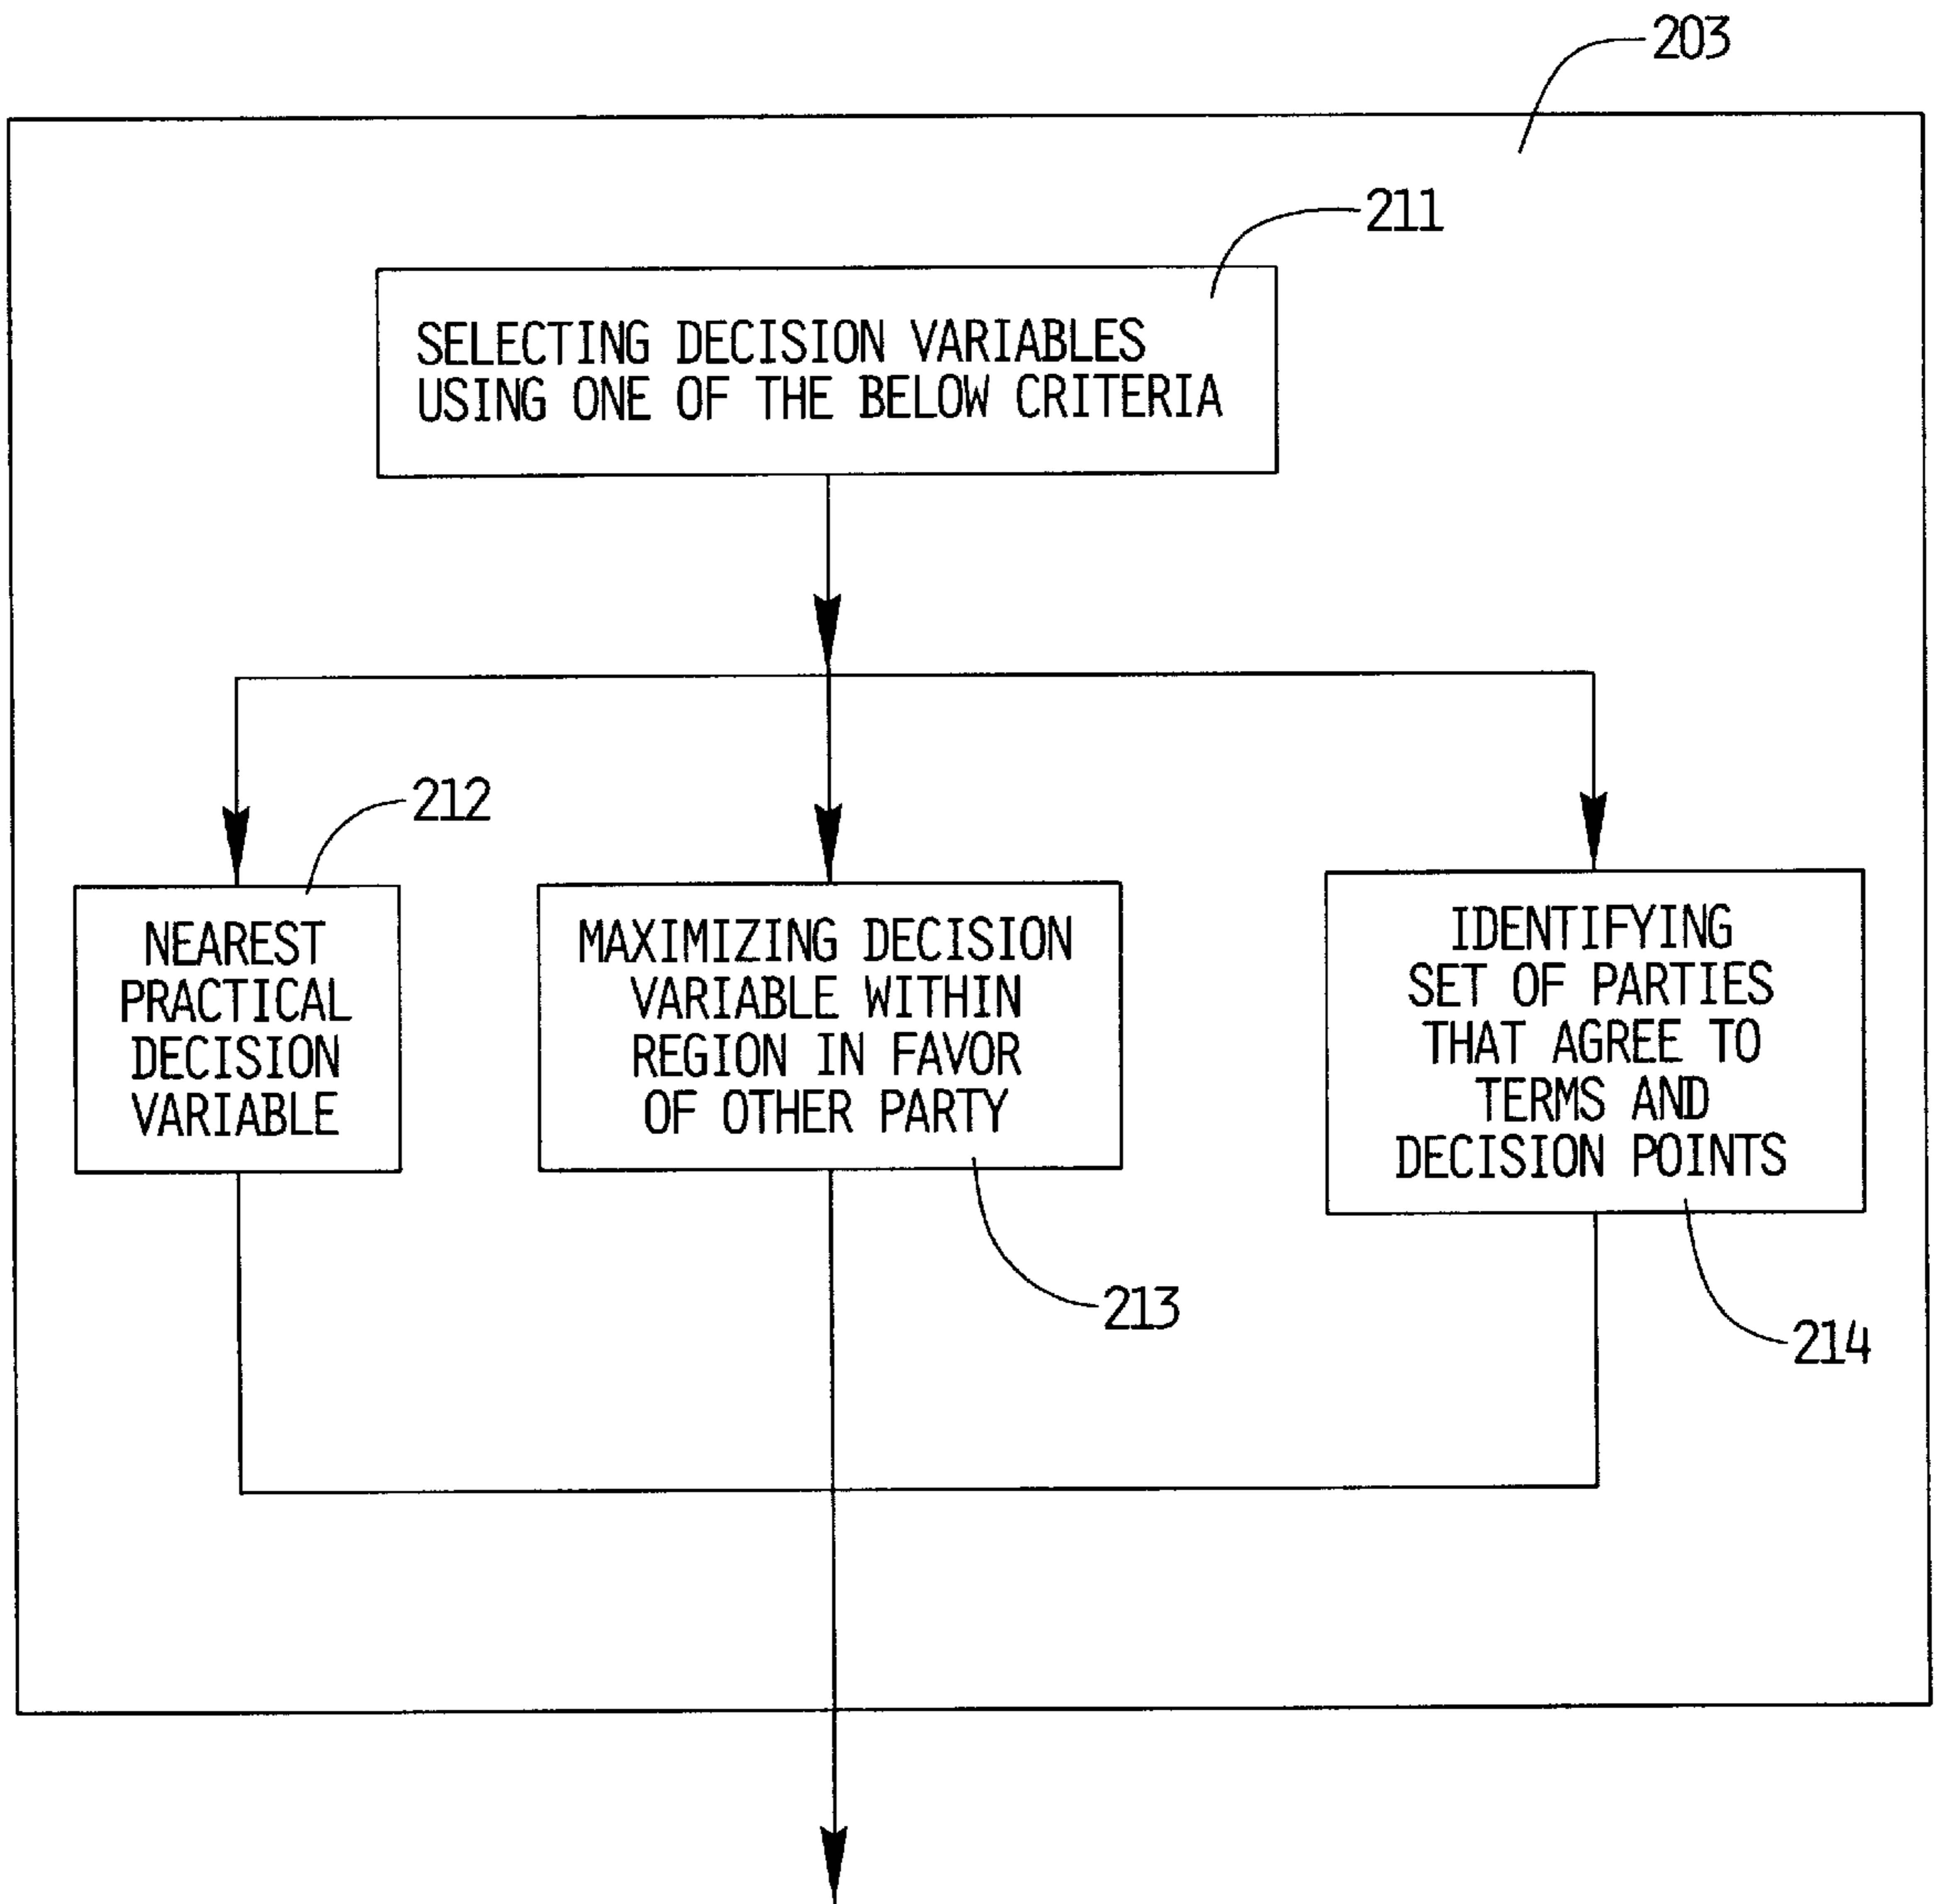 203
211
SELECTING DECISION VARIABLES
USING ONE OF THE BELOW CRITERIA
212
NEAREST
PRACTICAL
DECISION
VARIABLE
MAXIMIZING DECISION
VARIABLE WITHIN
REGION IN FAVOR
OF OTHER PARTY
213
IDENTIFYING
SET OF PARTIES
THAT AGREE TO
TERMS AND
DECISION POINTS
214